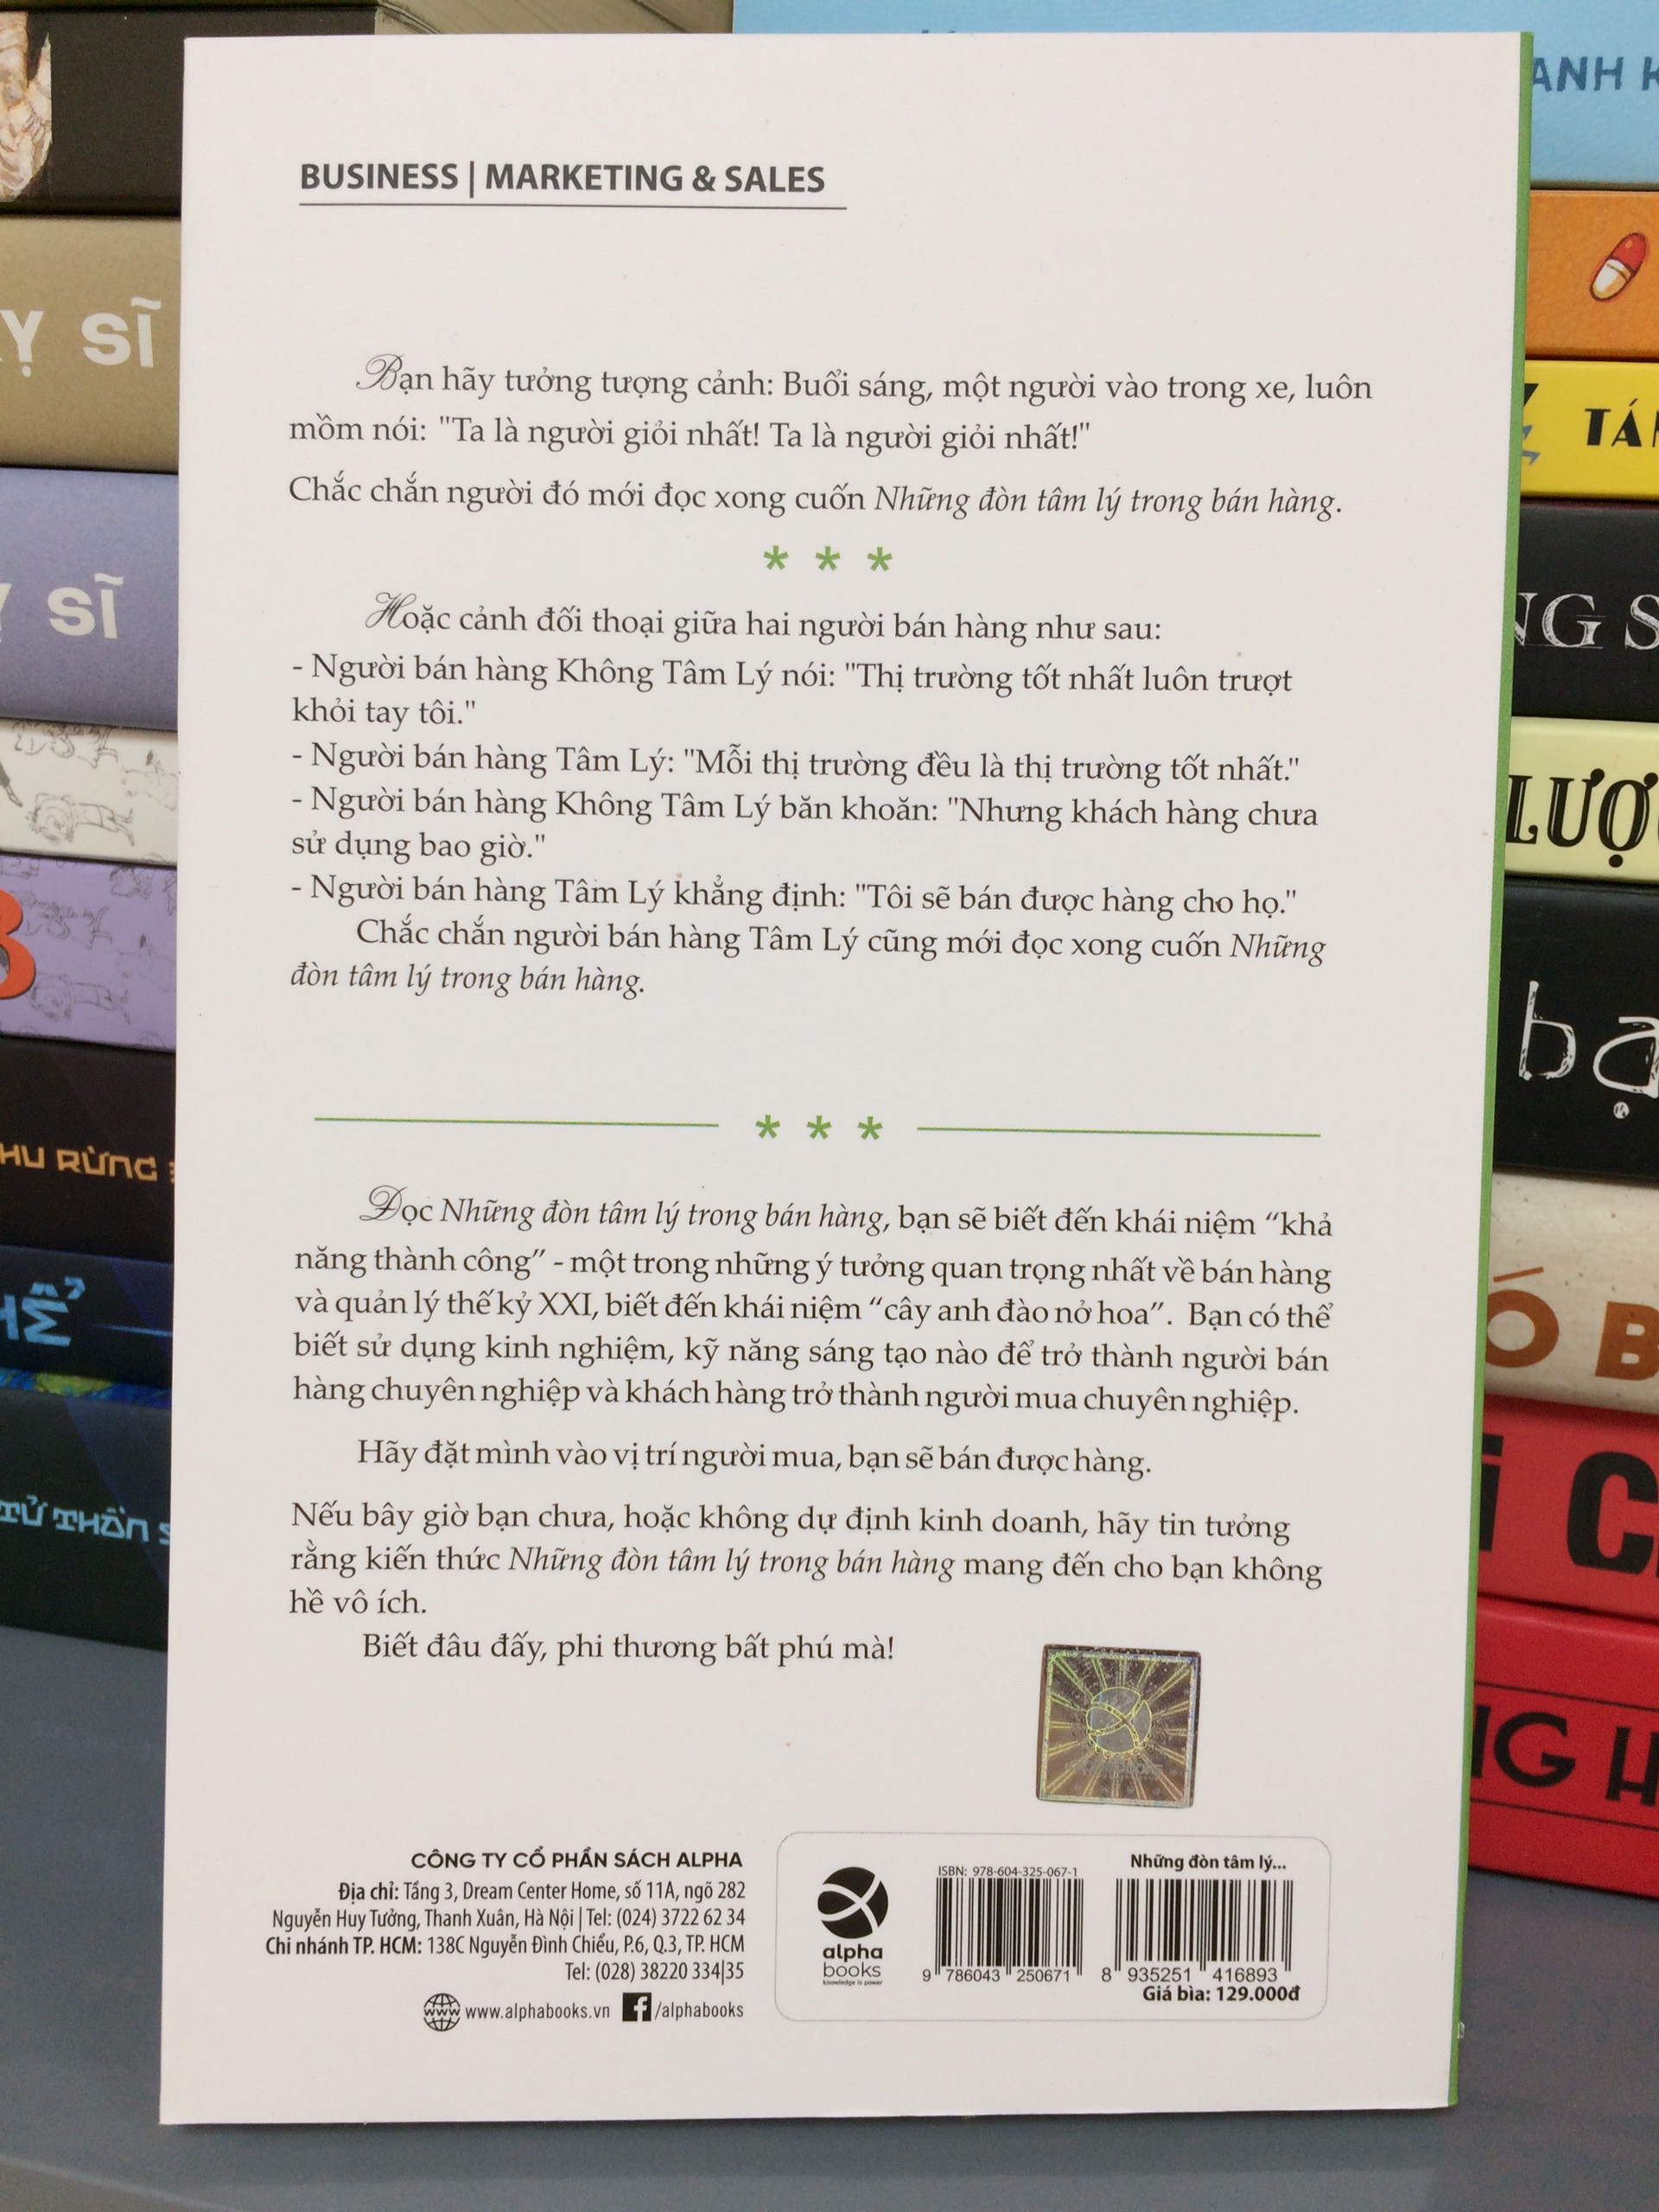 BUSINESS | MARKETING & SALES
Bạn hãy tưởng tượng cảnh: Buổi sáng, một người vào trong xe, luôn
mồm nói: "Ta là người giỏi nhất! Ta là người giỏi nhất!"
Chắc chắn người đó mới đọc xong cuốn Những đòn tâm lý trong bán hàng.
* * *
Hoặc cảnh đối thoại giữa hai người bán hàng như sau:
- Người bán hàng Không Tâm Lý nói: "Thị trường tốt nhất luôn trượt
khỏi tay tôi."
- Người bán hàng Tâm Lý: "Mỗi thị trường đều là thị trường tốt nhất."
- Người bán hàng Không Tâm Lý băn khoăn: "Nhưng khách hàng chưa
sử dụng bao giờ."
- Người bán hàng Tâm Lý khẳng định: "Tôi sẽ bán được hàng cho họ."
Chắc chắn người bán hàng Tâm Lý cũng mới đọc xong cuốn Những
đòn tâm lý trong bán hàng.
* * *
Đọc Những đòn tâm lý trong bán hàng, bạn sẽ biết đến khái niệm “khả
năng thành công” - một trong những ý tưởng quan trọng nhất về bán hàng
và quản lý thế kỷ XXI, biết đến khái niệm “cây anh đào nở hoa”. Bạn có thể
biết sử dụng kinh nghiệm, kỹ năng sáng tạo nào để trở thành người bán
hàng chuyên nghiệp và khách hàng trở thành người mua chuyên nghiệp.
Hãy đặt mình vào vị trí người mua, bạn sẽ bán được hàng.
Nếu bây giờ bạn chưa, hoặc không dự định kinh doanh, hãy tin tưởng
rằng kiến thức Những đòn tâm lý trong bán hàng mang đến cho bạn không
hề vô ích.
Biết đâu đấy, phi thương bất phú mà!
CÔNG TY CỔ PHẦN SÁCH ALPHA
Địa chỉ: Tầng 3, Dream Center Home, số 11A, ngõ 282
Nguyễn Huy Tưởng, Thanh Xuân, Hà Nội | Tel: (024) 3722 62 34
Chi nhánh TP. HCM: 138C Nguyễn Đình Chiểu, P.6, Q.3, TP. HCM
Tel: (028) 38220 334|35
www.alphabooks.vn /alphabooks
alpha
books
knowledge is power
ISBN: 978-604-325-067-1
9 786043 250671
Những đòn tâm lý...
8 935251 416893
Giá bìa: 129.000đ
SĨ
SĨ
HU RỪNG
TỬ THẦN
ANH
NG
LƯỢ
bạ